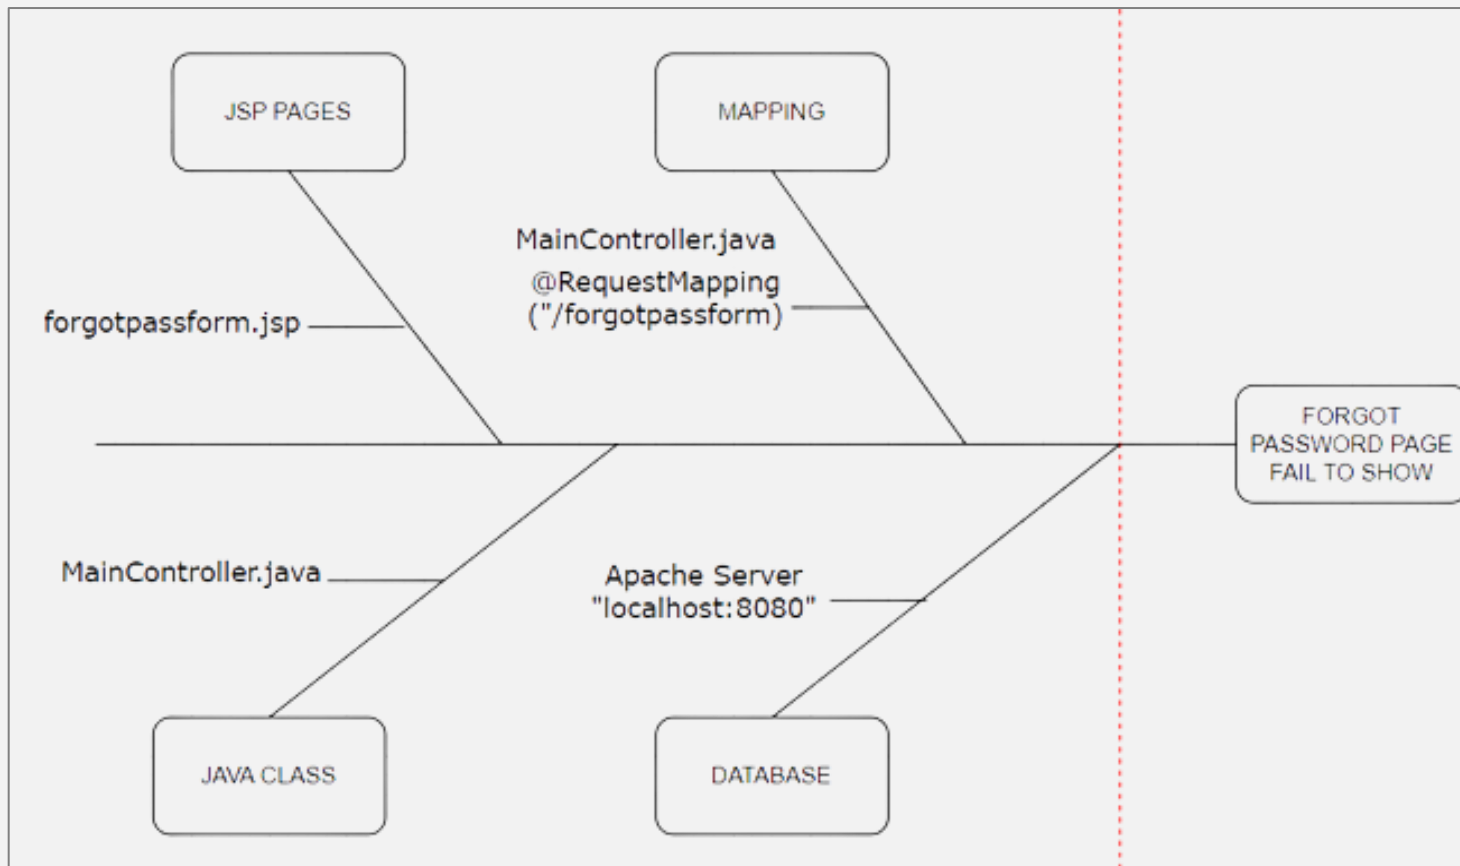 JSP PAGES
MAPPING
MainController.java
@RequestMapping
("/forgotpassform)
forgotpassform.jsp
FORGOT
PASSWORD PAGE
FAIL TO SHOW
MainController.java
Apache Server
"localhost:8080"
JAVA CLASS
DATABASE